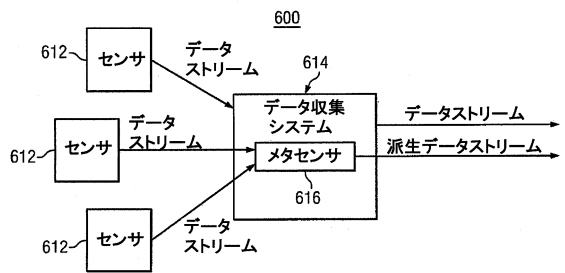 600
612
センサ
データ
ストリーム
614
データ収集
システム
データストリーム
612
センサ
データ
ストリーム
メタセンサ
616
派生データストリーム
612
センサ
データ
ストリーム